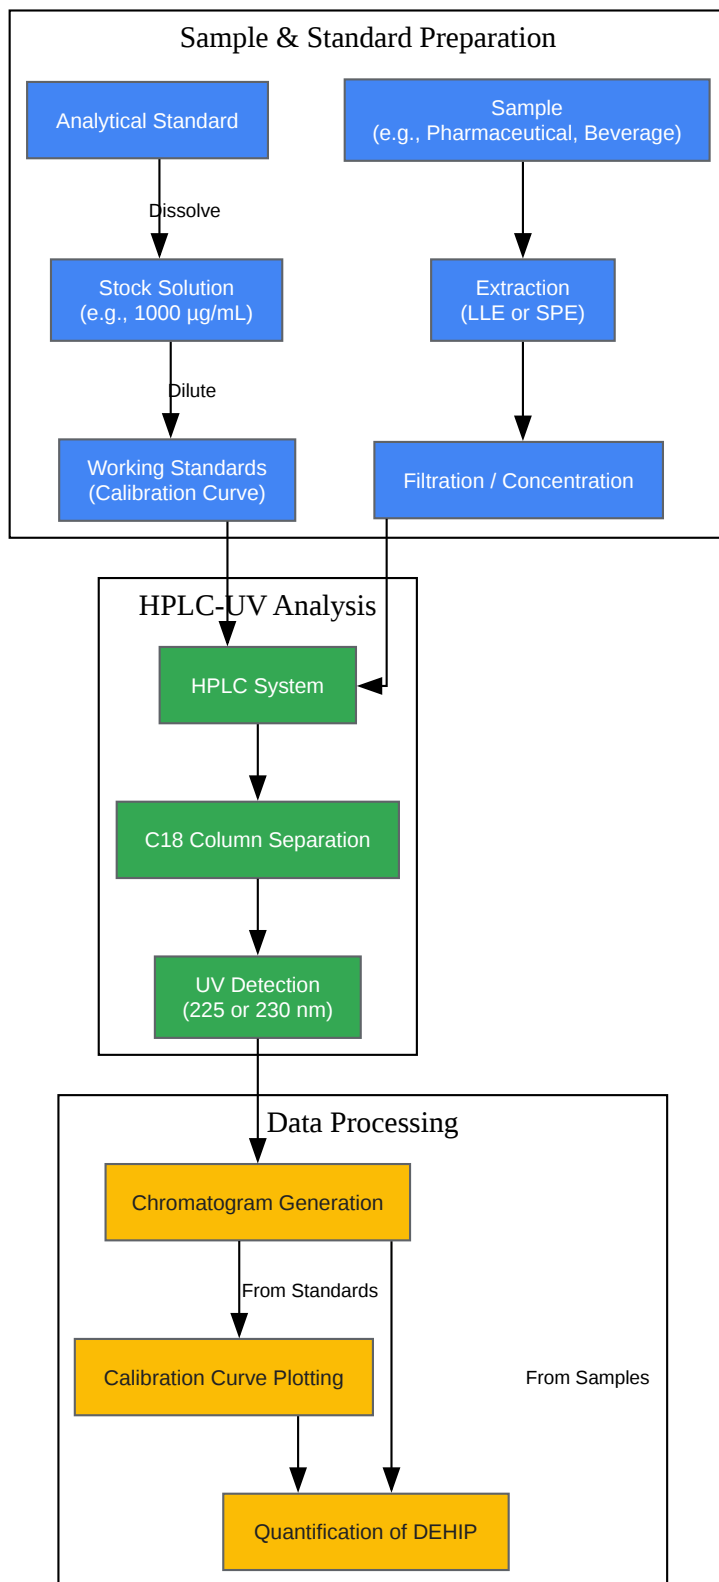 Sample & Standard Preparation
Analytical Standard
Sample
(e.g., Pharmaceutical, Beverage)
Dissolve
Stock Solution
(e.g., 1000 µg/mL)
Extraction
(LLE or SPE)
Dilute
Working Standards
(Calibration Curve)
Filtration / Concentration
HPLC-UV Analysis
HPLC System
C18 Column Separation
UV Detection
(225 or 230 nm)
Data Processing
Chromatogram Generation
From Standards
Calibration Curve Plotting
From Samples
Quantification of DEHIP